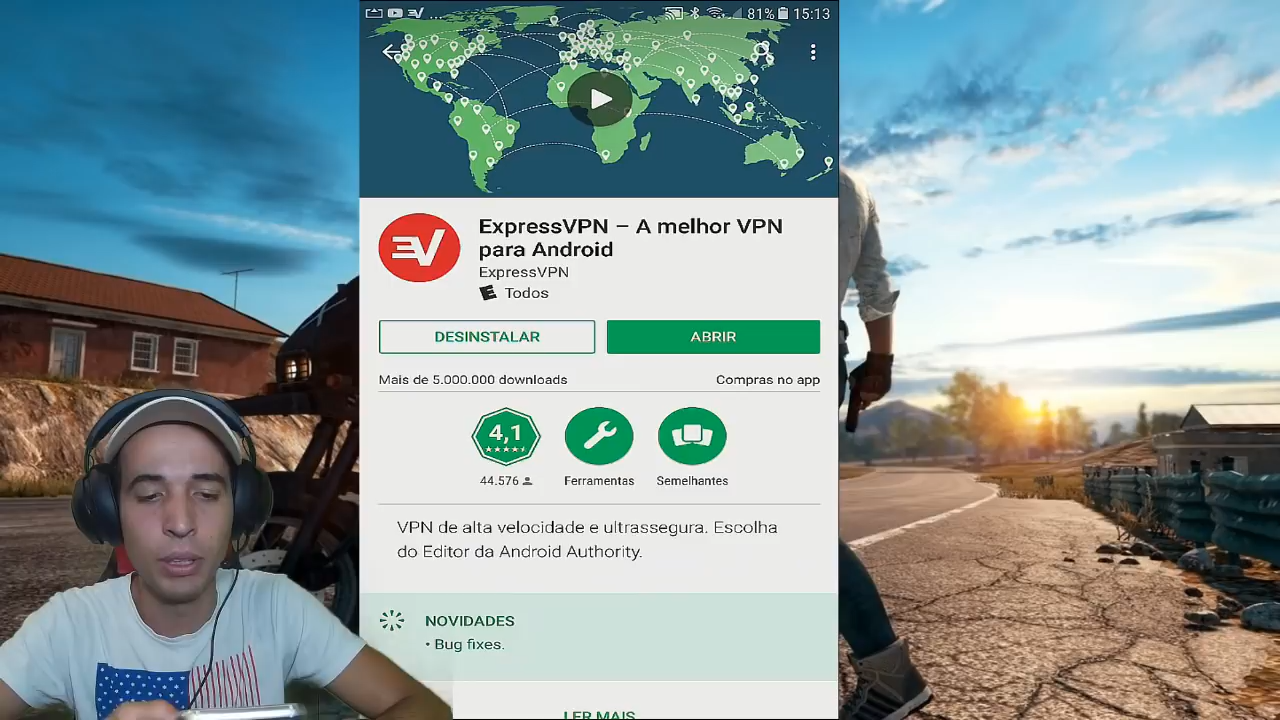 81% 15:13
ExpressVPN – A melhor VPN
para Android
ExpressVPN
Todos
DESINSTALAR
ABRIR
Mais de 5.000.000 downloads
Compras no app
4,1
44.576
Ferramentas
Semelhantes
VPN de alta velocidade e ultrassegura. Escolha
do Editor da Android Authority.
NOVIDADES
• Bug fixes.
LER MAIS